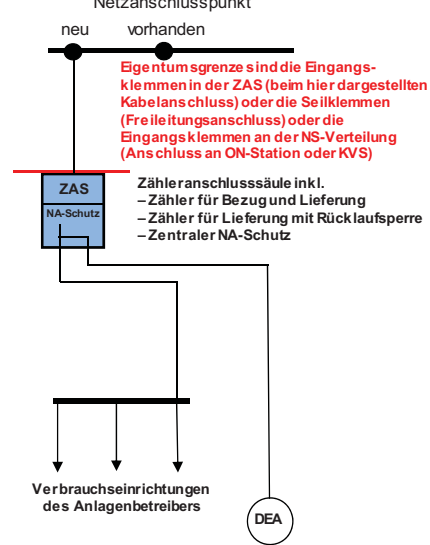 Netzanschlusspunkt
neu vorhanden
Eigentumsgrenze sind die Eingangs-
klemmen in der ZAS (beim hier dargestellten
Kabelanschluss) oder die Seilklemmen
(Freileitungsanschluss) oder die
Eingangsklemmen an der NS-Verteilung
(Anschluss an ON-Station oder KVS)
ZAS
NA-Schutz
Zähleranschlusssäule inkl.
– Zähler für Bezug und Lieferung
– Zähler für Lieferung mit Rücklaufsperre
– Zentraler NA-Schutz
Verbrauchseinrichtungen
des Anlagenbetreibers
DEA